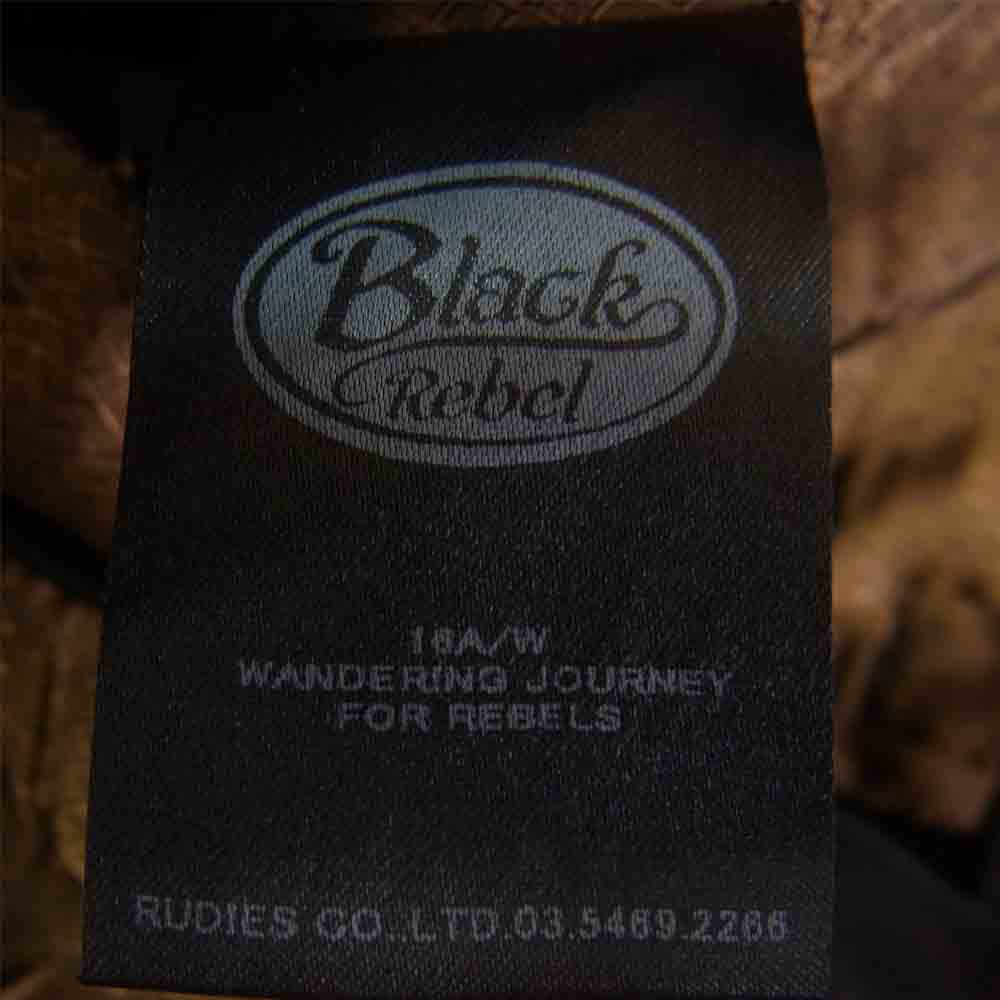 Black
Rebel
16A/W
WANDERING JOURNEY
FOR REBELS
RUDIES CO.,LTD.03.5469.2266